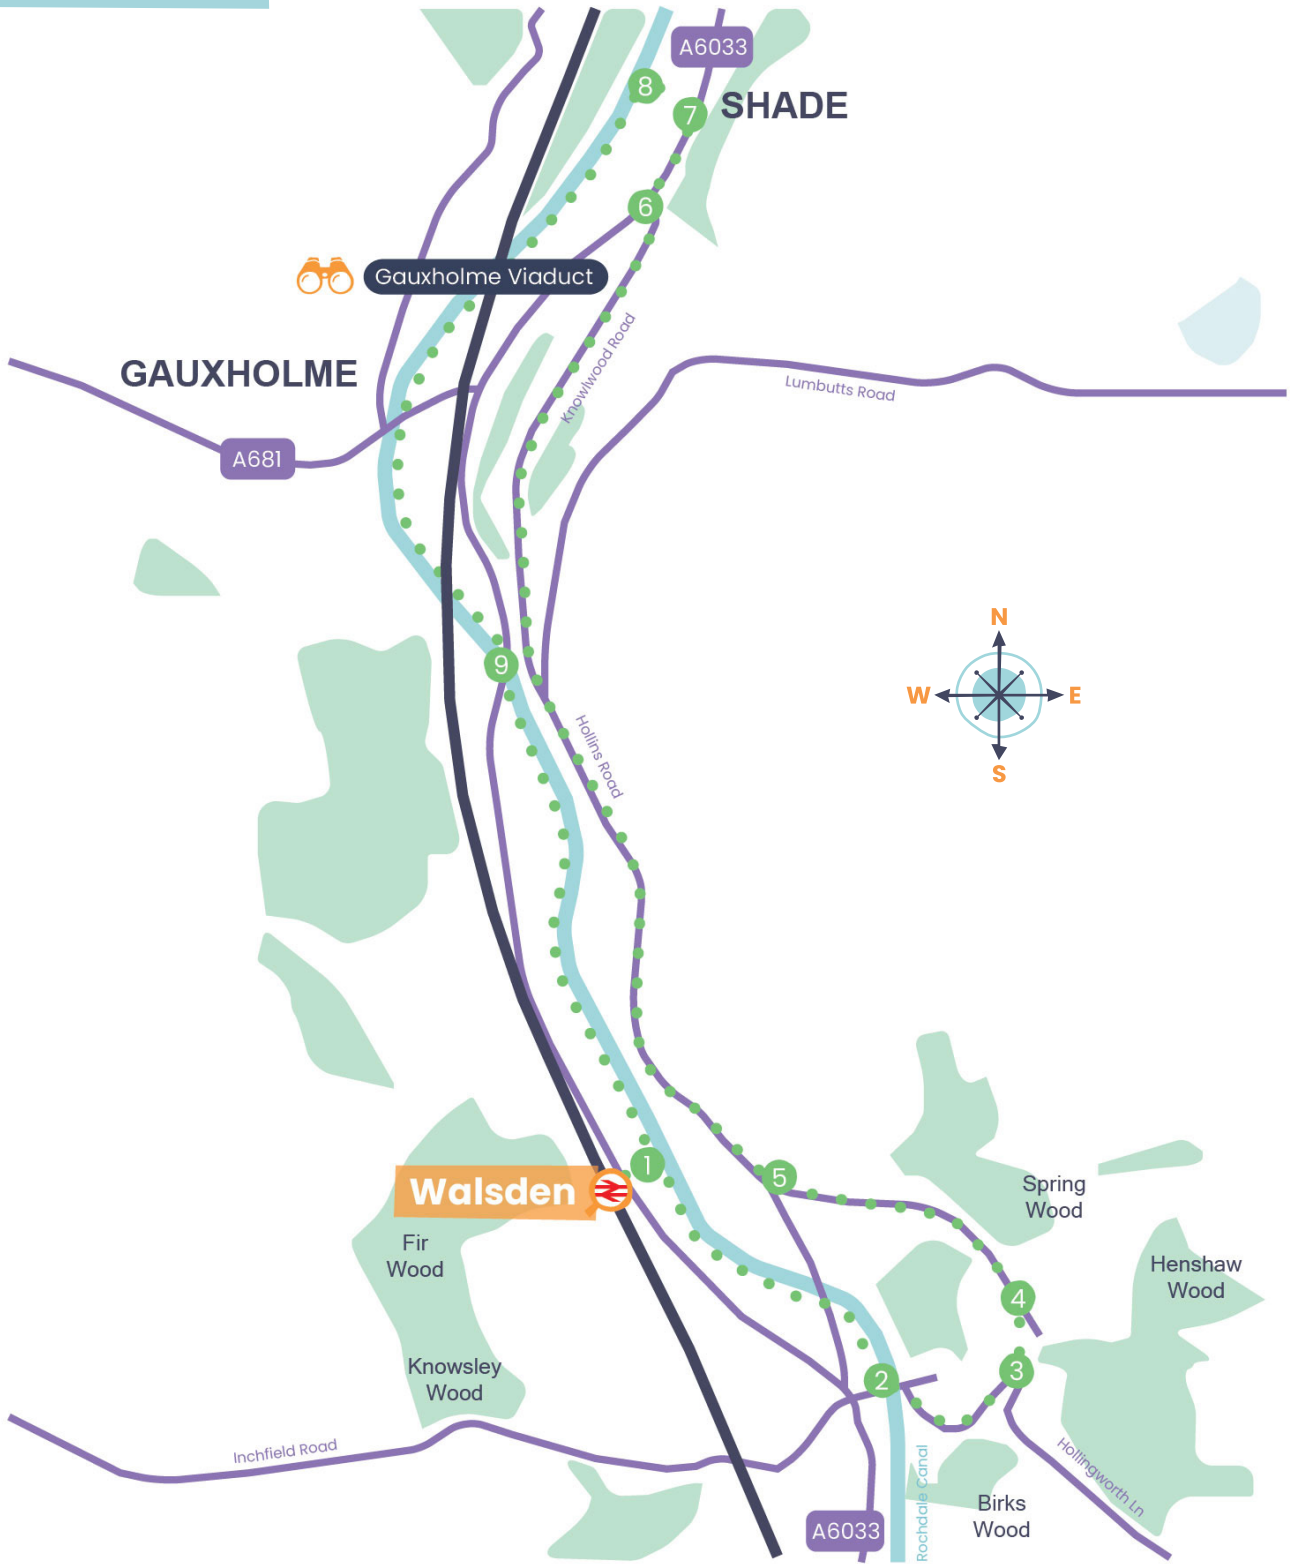 A6033
8
7
SHADE
6
Gauxholme Viaduct
Knowlwood Road
GAUXHOLME
Lumbutts Road
A681
N
W
E
S
9
Hollins Road
1
5
Walsden
Spring
Wood
Fir
Wood
Henshaw
Wood
4
Knowsley
Wood
3
2
Inchfield Road
Hollingworth Ln
Rochdale Canal
Birks
Wood
A6033